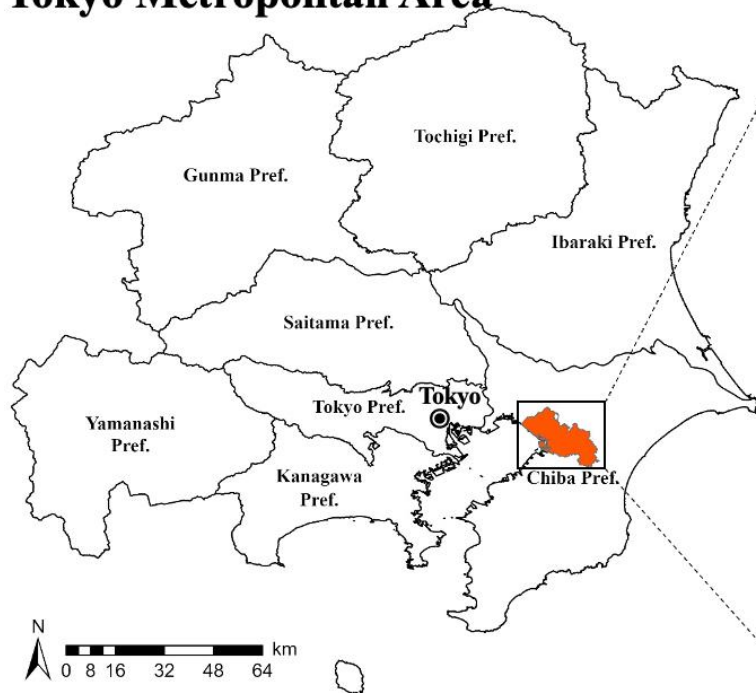 Tokyo Metropolitan Area
Tochigi Pref.
Gunma Pref.
Ibaraki Pref.
Saitama Pref.
Tokyo
Tokyo Pref.
Yamanashi
Pref.
Kanagawa
Pref.
Chiba Pref.
N
km
0 8 16 32 48 64